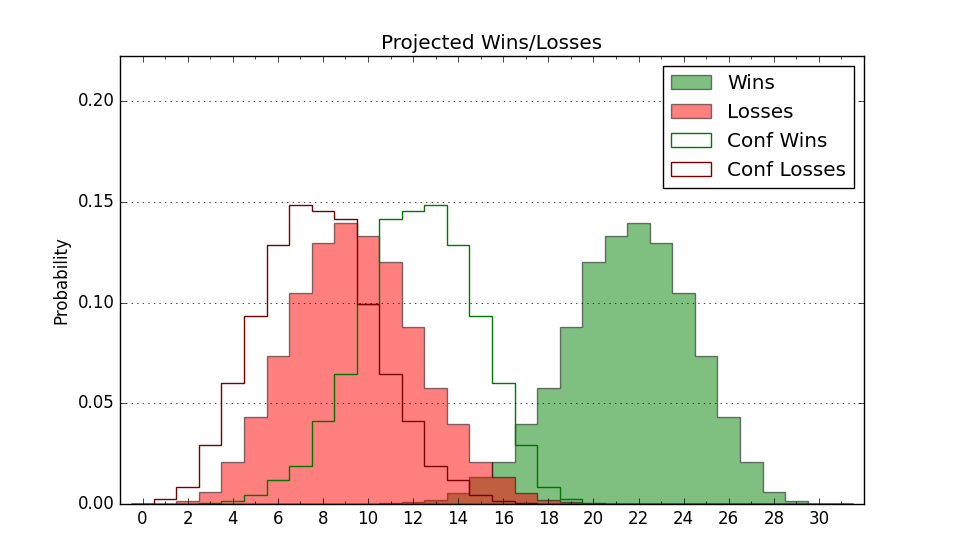 Projected Wins/Losses
Wins
Losses
Conf Wins
Conf Losses
Probability
0.20
0.15
0.10
0.05
0.00
0 2 4 6 8 10 12 14 16 18 20 22 24 26 28 30